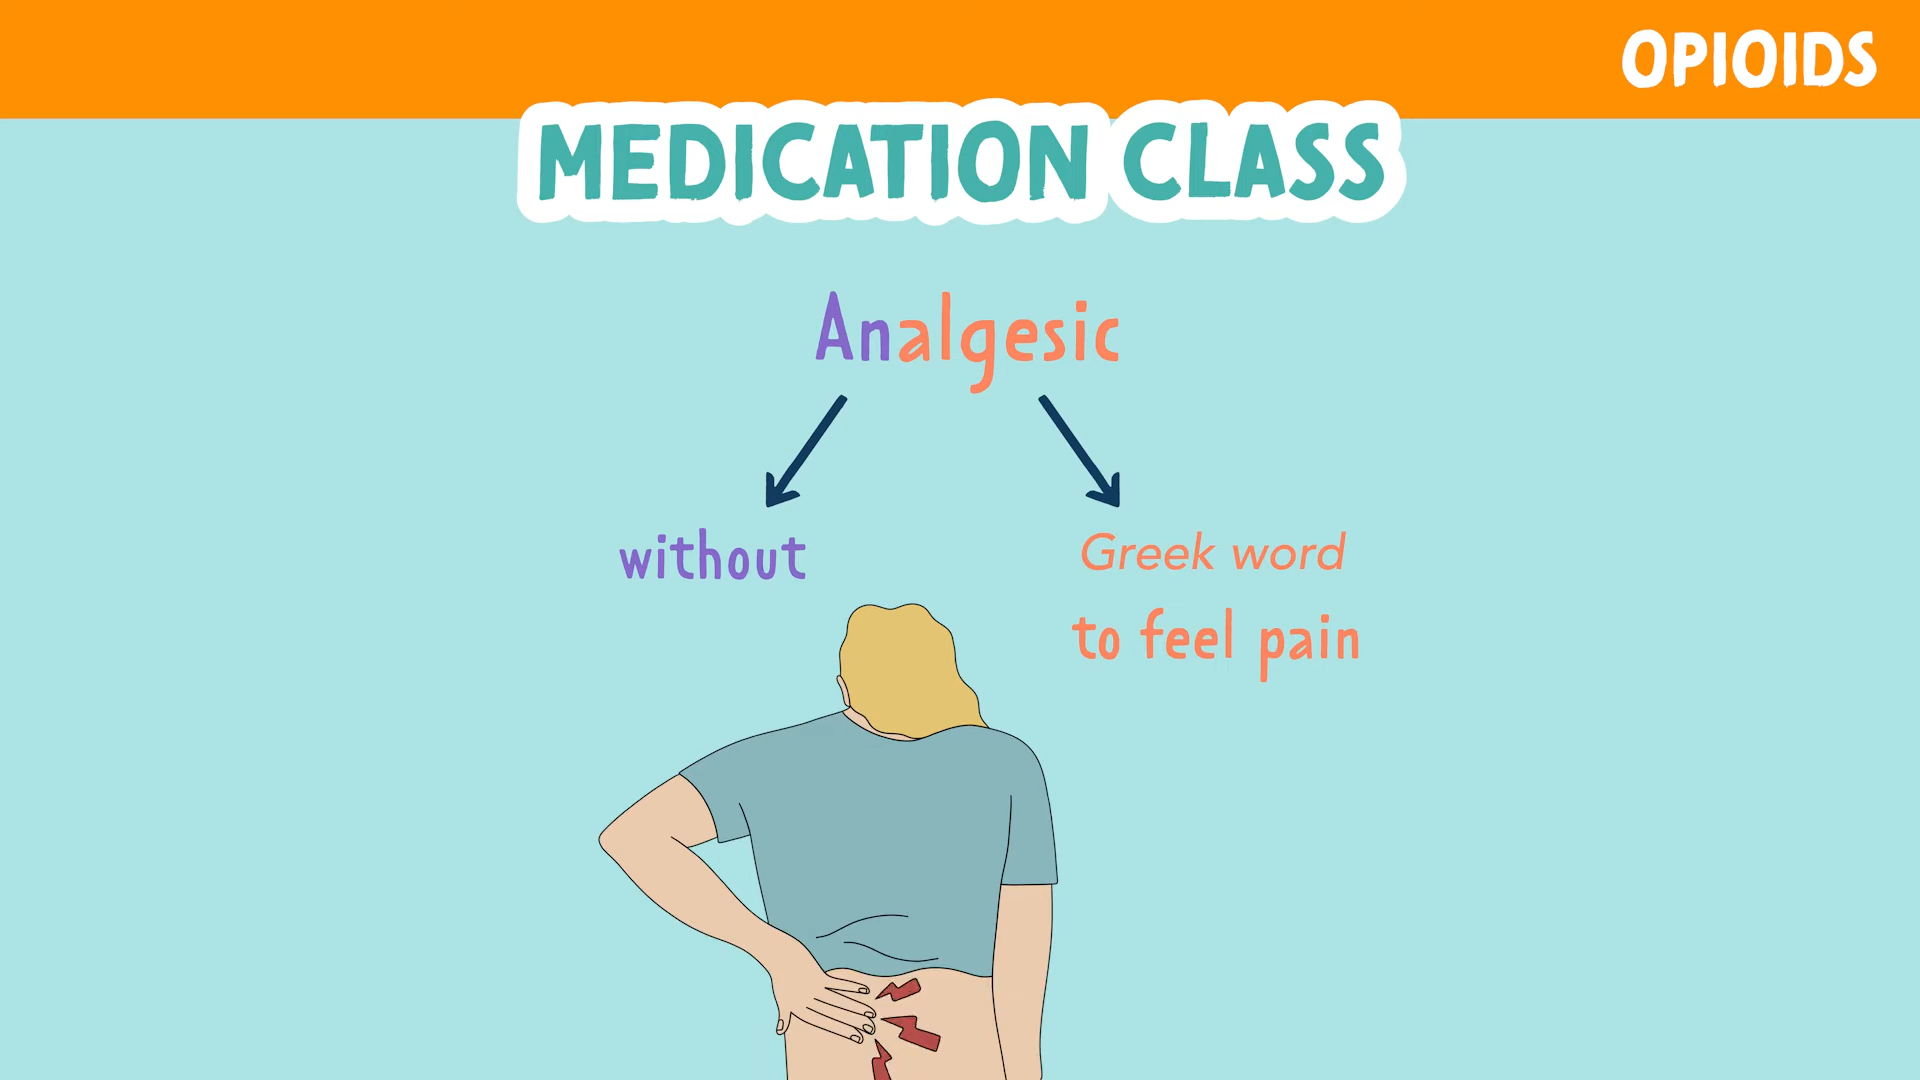 OPIOIDS
MEDICATION CLASS
Analgesic
without
Greek word
to feel pain